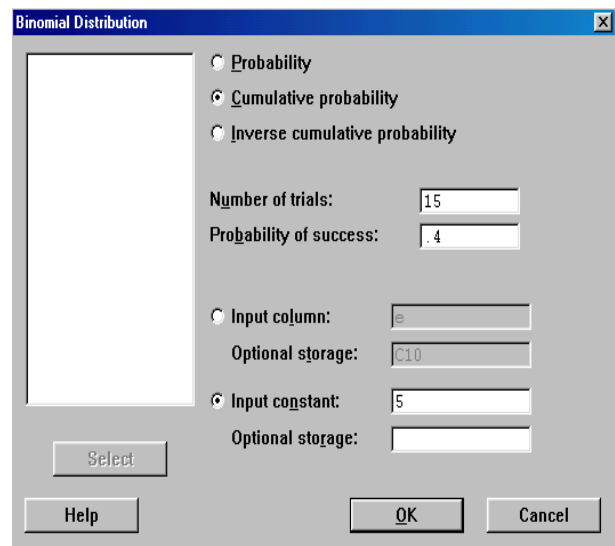 Binomial Distribution
Probability
Cumulative probability
Inverse cumulative probability
Number of trials: 15
Probability of success: .4
Input column: e
Optional storage: C10
Input constant: 5
Optional storage:
Select
Help OK Cancel